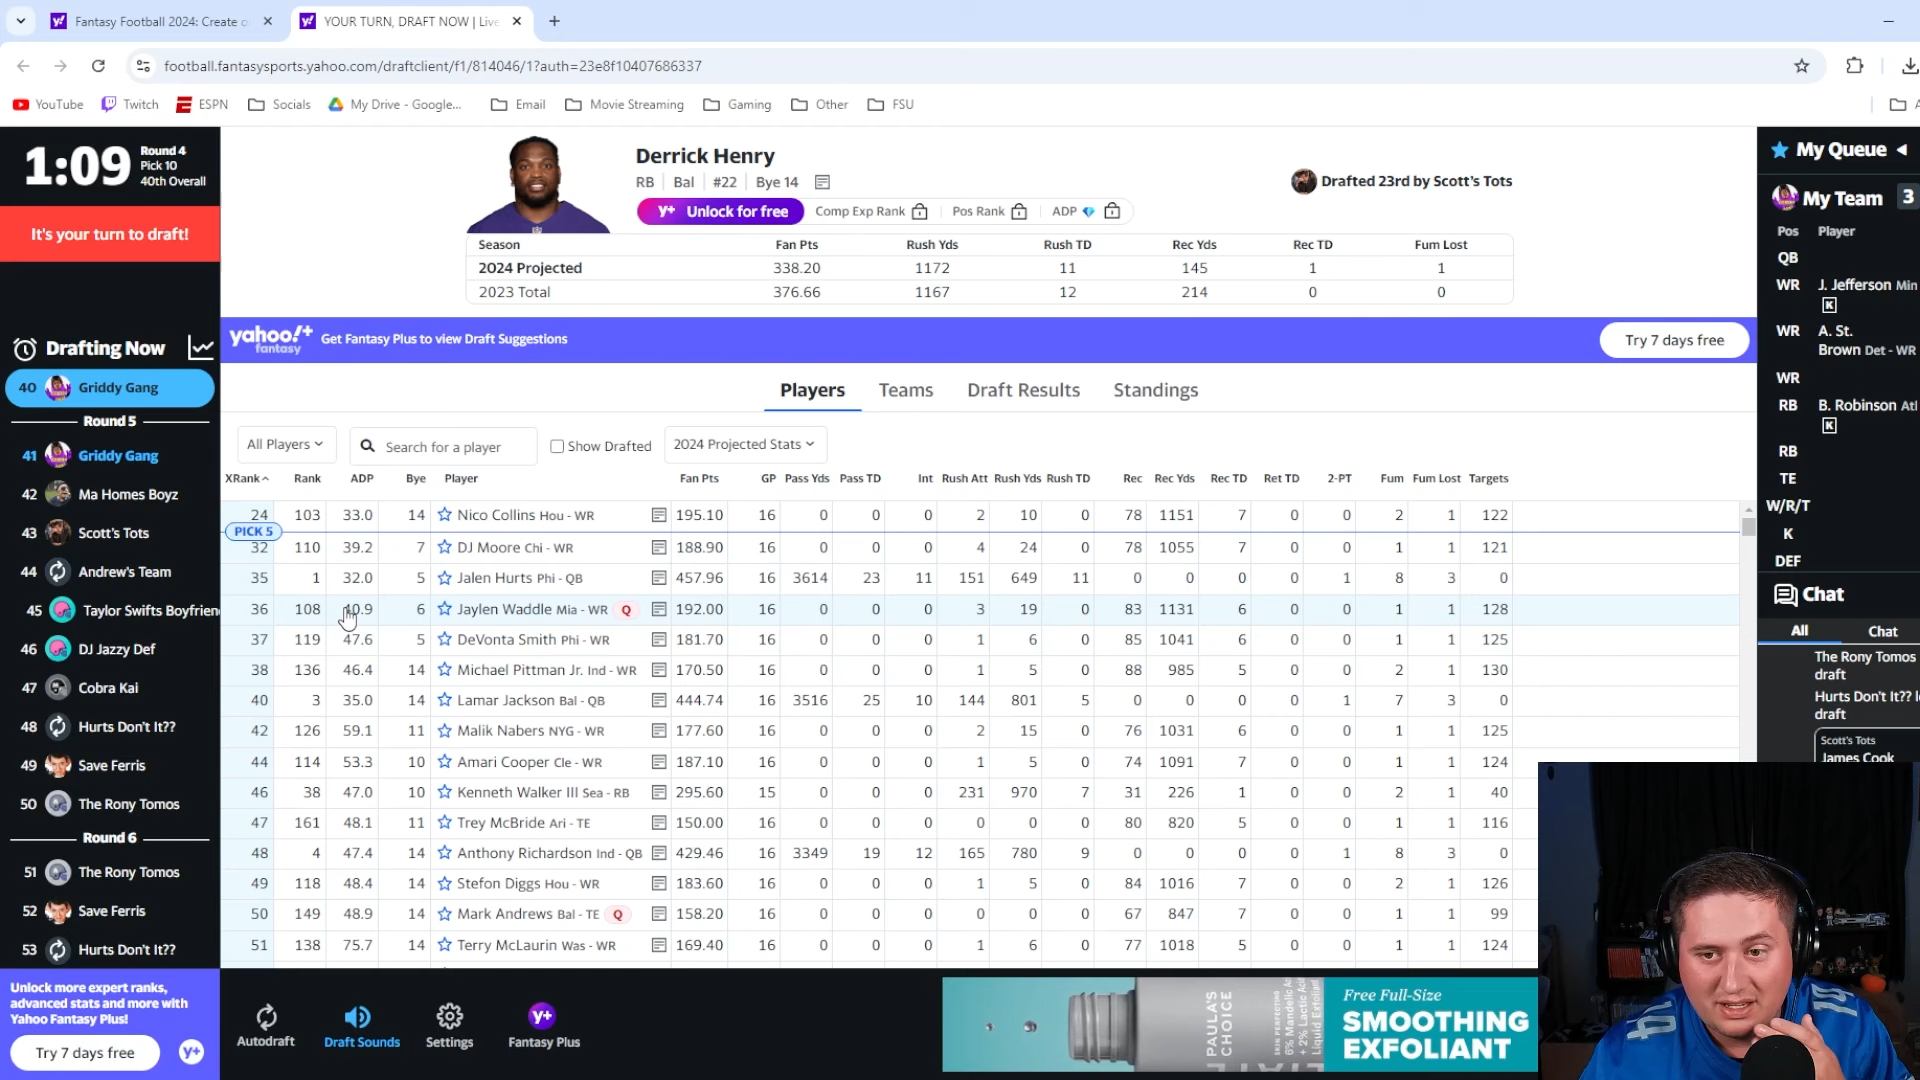 Fantasy Football 2024: Create o
YOUR TURN, DRAFT NOW | Live
football.fantasysports.yahoo.com/draftclient/f1/814046/1?auth=23e8f10407686337
YouTube Twitch ESPN Socials My Drive - Google... Email Movie Streaming Gaming Other FSU
1:09
Round 4
Pick 10
40th Overall
It's your turn to draft!
Drafting Now
40 Griddy Gang
Round 5
41 Griddy Gang
42 Ma Homes Boyz
43 Scott's Tots
44 Andrew's Team
45 Taylor Swifts Boyfrien
46 DJ Jazzy Def
47 Cobra Kai
48 Hurts Don't It??
49 Save Ferris
50 The Rony Tomos
Round 6
51 The Rony Tomos
52 Save Ferris
53 Hurts Don't It??
Unlock more expert ranks,
advanced stats and more with
Yahoo Fantasy Plus!
Try 7 days free y+
Derrick Henry
RB Bal #22 Bye 14
y+ Unlock for free Comp Exp Rank Pos Rank ADP
Drafted 23rd by Scott's Tots
Season Fan Pts Rush Yds Rush TD Rec Yds Rec TD Fum Lost
2024 Projected 338.20 1172 11 145 1 1
2023 Total 376.66 1167 12 214 0 0
yahoo!+
fantasy
Get Fantasy Plus to view Draft Suggestions
Try 7 days free
Players Teams Draft Results Standings
All Players Search for a player Show Drafted 2024 Projected Stats
XRank Rank ADP Bye Player Fan Pts GP Pass Yds Pass TD Int Rush Att Rush Yds Rush TD Rec Rec Yds Rec TD Ret TD 2-PT Fum Fum Lost Targets
24 103 33.0 14 Nico Collins Hou - WR 195.10 16 0 0 0 2 10 0 78 1151 7 0 0 2 1 122
PICK 5
32 110 39.2 7 DJ Moore Chi - WR 188.90 16 0 0 0 4 24 0 78 1055 7 0 0 1 1 121
35 1 32.0 5 Jalen Hurts Phi - QB 457.96 16 3614 23 11 151 649 11 0 0 0 0 1 8 3 0
36 108 40.9 6 Jaylen Waddle Mia - WR Q 192.00 16 0 0 0 3 19 0 83 1131 6 0 0 1 1 128
37 119 47.6 5 DeVonta Smith Phi - WR 181.70 16 0 0 0 1 6 0 85 1041 6 0 0 1 1 125
38 136 46.4 14 Michael Pittman Jr. Ind - WR 170.50 16 0 0 0 1 5 0 88 985 5 0 0 2 1 130
40 3 35.0 14 Lamar Jackson Bal - QB 444.74 16 3516 25 10 144 801 5 0 0 0 0 1 7 3 0
42 126 59.1 11 Malik Nabers NYG - WR 177.60 16 0 0 0 2 15 0 76 1031 6 0 0 1 1 125
44 114 53.3 10 Amari Cooper Cle - WR 187.10 16 0 0 0 1 5 0 74 1091 7 0 0 1 1 124
46 38 47.0 10 Kenneth Walker III Sea - RB 295.60 15 0 0 0 231 970 7 31 226 1 0 0 2 1 40
47 161 48.1 11 Trey McBride Ari - TE 150.00 16 0 0 0 0 0 0 80 820 5 0 0 1 1 116
48 4 47.4 14 Anthony Richardson Ind - QB 429.46 16 3349 19 12 165 780 9 0 0 0 0 1 8 3 0
49 118 48.4 14 Stefon Diggs Hou - WR 183.60 16 0 0 0 1 5 0 84 1016 7 0 0 2 1 126
50 149 48.9 14 Mark Andrews Bal - TE Q 158.20 16 0 0 0 0 0 0 67 847 7 0 0 1 1 99
51 138 75.7 14 Terry McLaurin Was - WR 169.40 16 0 0 0 1 6 0 77 1018 5 0 0 1 1 124
Autodraft Draft Sounds Settings Fantasy Plus
PAULA'S
CHOICE
SKIN PERFECTING
6% Mandelic Ac
+ 2% Lactic Aci
Liquid Exfoliant
Free Full-Size
SMOOTHING
EXFOLIANT
My Queue
My Team 3
Pos Player
QB
WR J. Jefferson Min
K
WR A. St.
Brown Det - WR
WR
RB B. Robinson Atl
K
RB
TE
W/R/T
K
DEF
Chat
All Chat
The Rony Tomos
draft
Hurts Don't It?? l
draft
Scott's Tots
James Cook
14